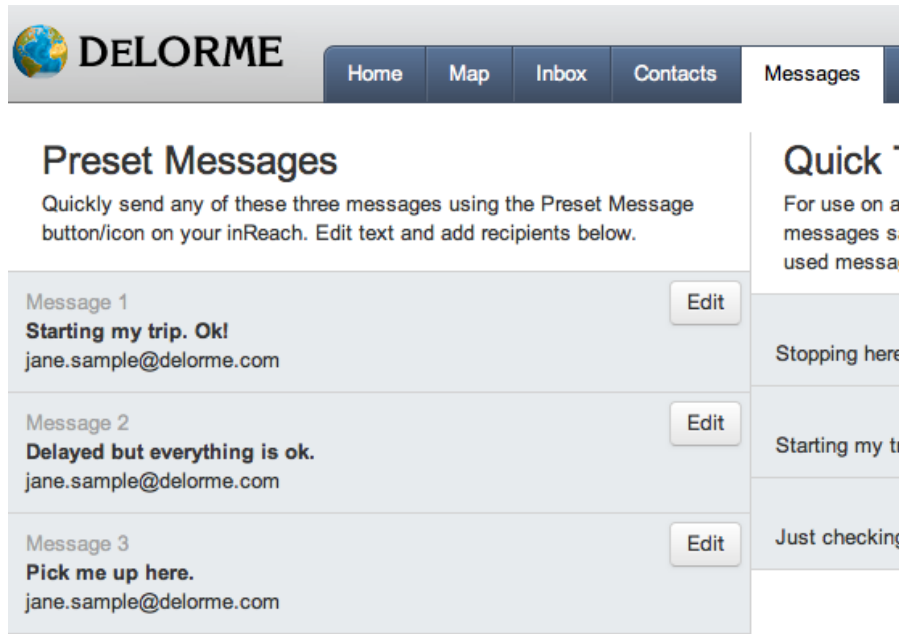 DELORME
Home Map Inbox Contacts Messages
Preset Messages
Quickly send any of these three messages using the Preset Message
button/icon on your inReach. Edit text and add recipients below.
Message 1
Edit
Starting my trip. Ok!
jane.sample@delorme.com
Message 2
Edit
Delayed but everything is ok.
jane.sample@delorme.com
Message 3
Edit
Pick me up here.
jane.sample@delorme.com
Quick
For use on
messages
used
Stopping here
Starting my
Just